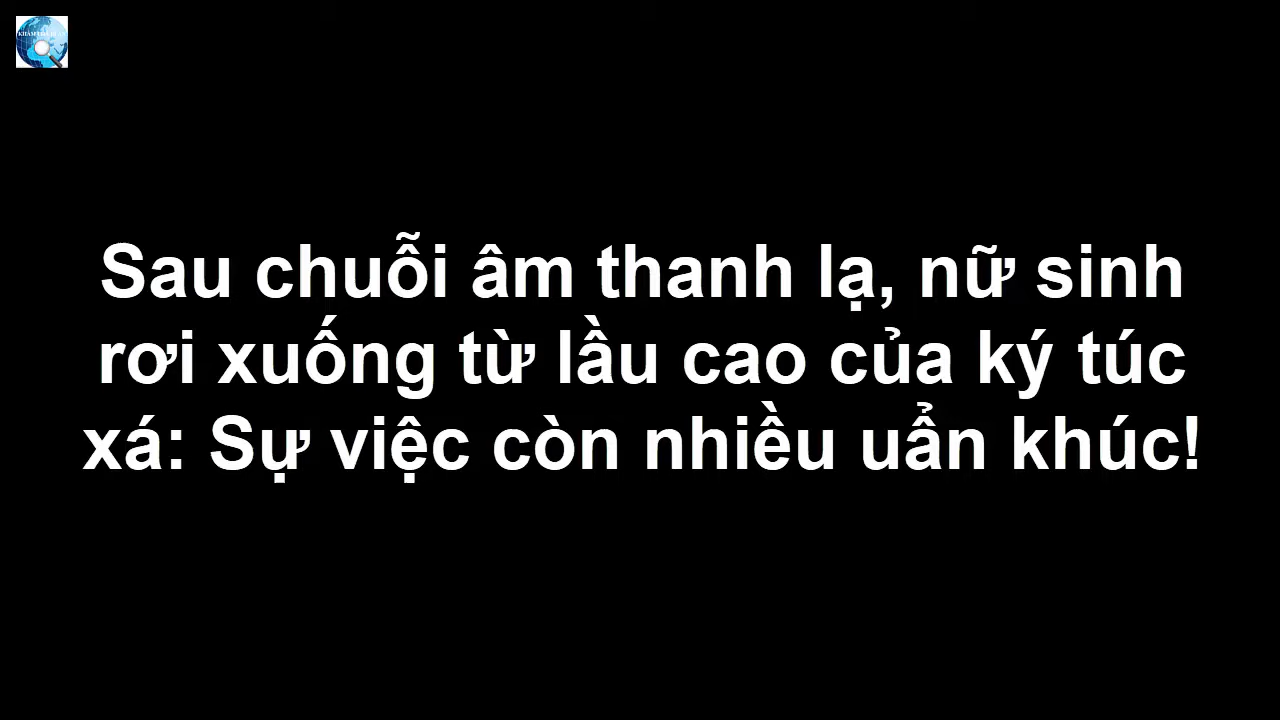 Sau chuỗi âm thanh lạ, nữ sinh
rơi xuống từ lầu cao của ký túc
xá: Sự việc còn nhiều uẩn khúc!